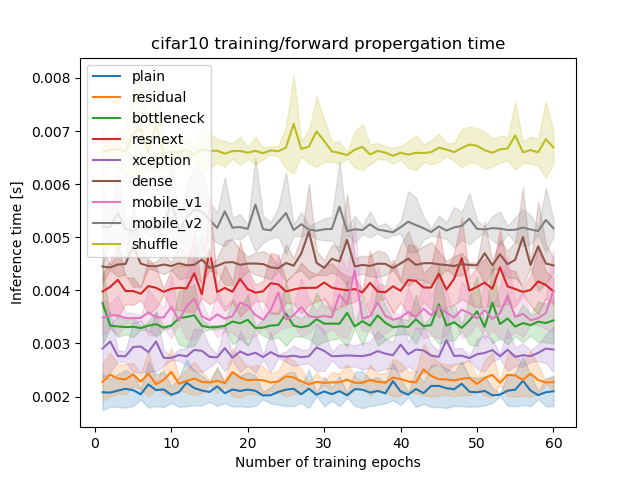 cifar10 training/forward propergation time
plain
residual
bottleneck
resnext
xception
dense
mobile_v1
mobile_v2
shuffle
0.008
0.007
0.006
0.005
0.004
0.003
0.002
Inference time [s]
0 10 20 30 40 50 60
Number of training epochs